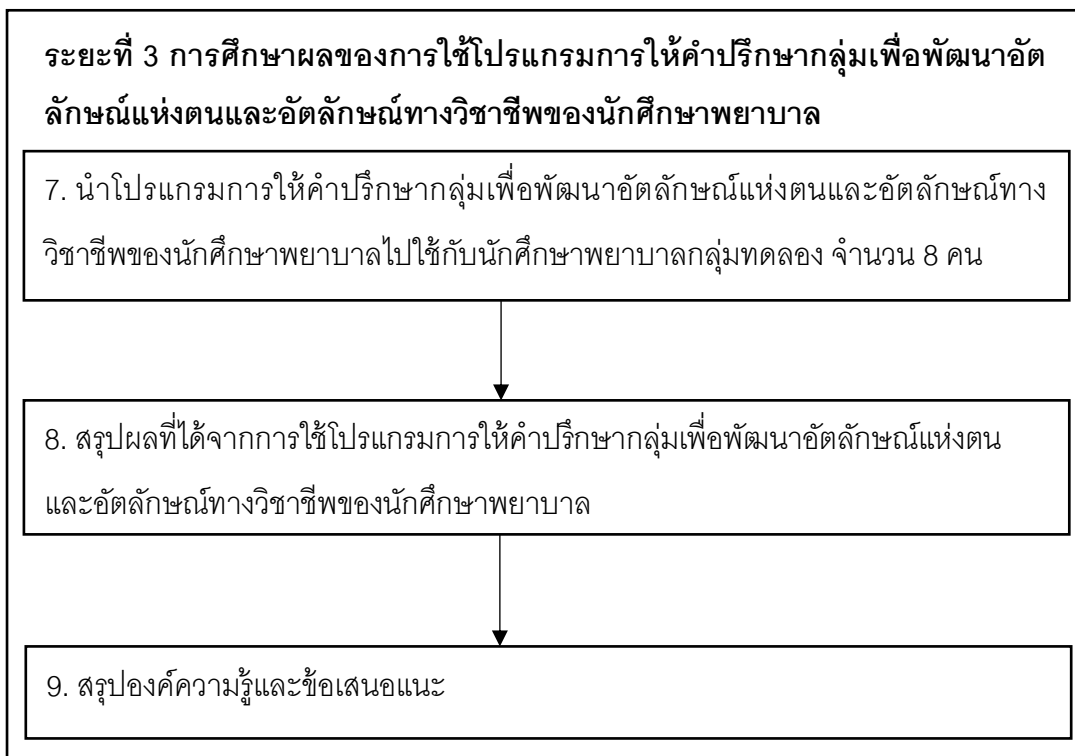 ระยะที่ 3 การศึกษาผลของการใช้โปรแกรมการให้คำปรึกษากลุ่มเพื่อพัฒนาอัต
ลักษณ์แห่งตนและอัตลักษณ์ทางวิชาชีพของนักศึกษาพยาบาล
7. นำโปรแกรมการให้คำปรึกษากลุ่มเพื่อพัฒนาอัตลักษณ์แห่งตนและอัตลักษณ์ทาง
วิชาชีพของนักศึกษาพยาบาลไปใช้กับนักศึกษาพยาบาลกลุ่มทดลอง จำนวน 8 คน
8. สรุปผลที่ได้จากการใช้โปรแกรมการให้คำปรึกษากลุ่มเพื่อพัฒนาอัตลักษณ์แห่งตน
และอัตลักษณ์ทางวิชาชีพของนักศึกษาพยาบาล
9. สรุปองค์ความรู้และข้อเสนอแนะ